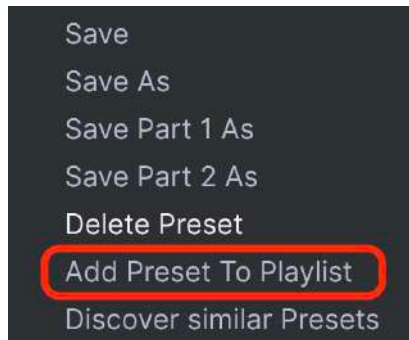 Save
Save As
Save Part 1 As
Save Part 2 As
Delete Preset
Add Preset To Playlist
Discover similar Presets